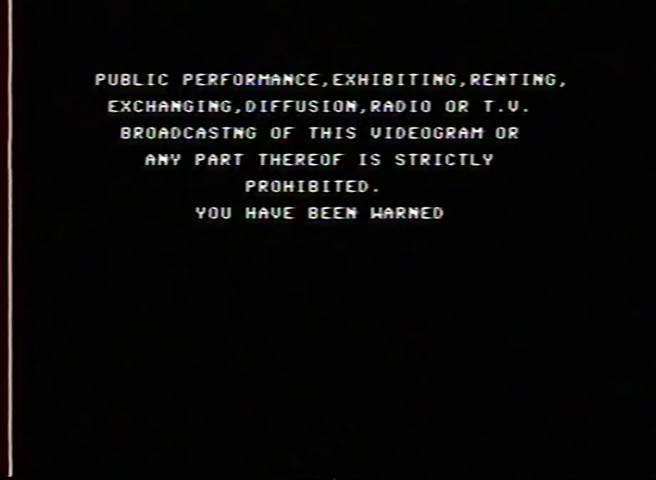 PUBLIC PERFORMANCE,EXHIBITING,RENTING,
EXCHANGING,DIFFUSION,RADIO OR T.V.
BROADCASTNG OF THIS VIDEOGRAM OR
ANY PART THEREOF IS STRICTLY
PROHIBITED.
YOU HAVE BEEN WARNED